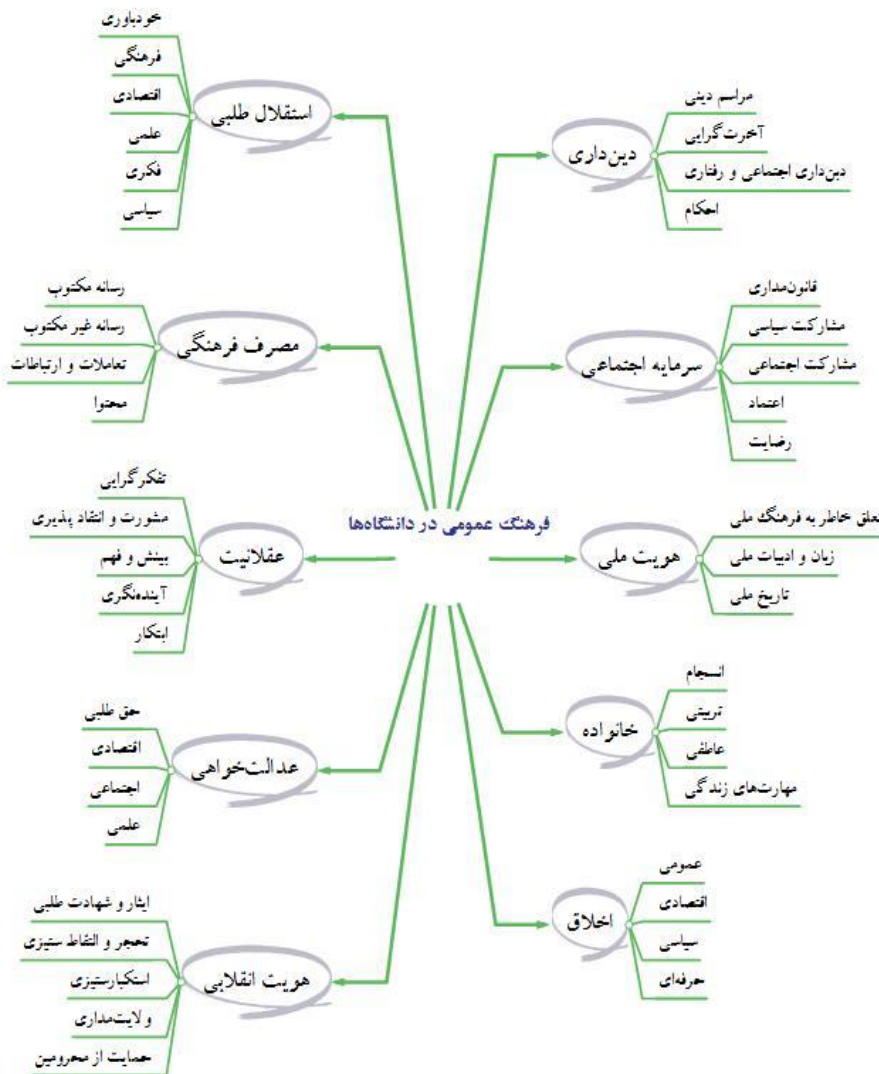 فرهنگ عمومی در دانشگاه‌ها
دین‌داری
مراسم دینی
آخرت‌گرایی
دین‌داری اجتماعی و رفتاری
احکام
سرمایه اجتماعی
قانون‌مداری
مشارکت سیاسی
مشارکت اجتماعی
اعتماد
رضایت
هویت ملی
تعلق خاطر به فرهنگ ملی
زبان و ادبیات ملی
تاریخ ملی
خانواده
انسجام
تربیتی
عاطفی
مهارت‌های زندگی
اخلاق
عمومی
اقتصادی
سیاسی
حرفه‌ای
استقلال طلبی
خودباوری
فرهنگی
اقتصادی
علمی
فکری
سیاسی
مصرف فرهنگی
رسانه مکتوب
رسانه غیر مکتوب
تعاملات و ارتباطات
محتوا
عقلانیت
تفکرگرایی
مشورت و انتقاد پذیری
بینش و فهم
آینده‌نگری
ابتکار
عدالت‌خواهی
حق طلبی
اقتصادی
اجتماعی
علمی
هویت انقلابی
ایثار و شهادت طلبی
تحجر و التقاط ستیزی
استکبارستیزی
ولایت‌مداری
حمایت از محرومین